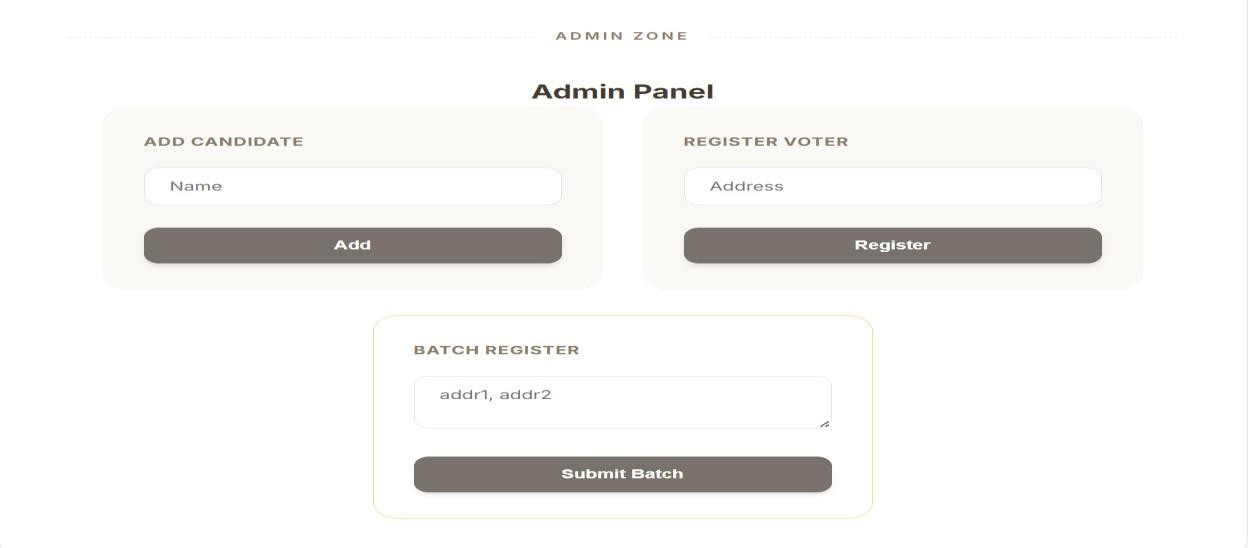 ADMIN ZONE
Admin Panel
ADD CANDIDATE
Name
Add
REGISTER VOTER
Address
Register
BATCH REGISTER
addr1, addr2
Submit Batch